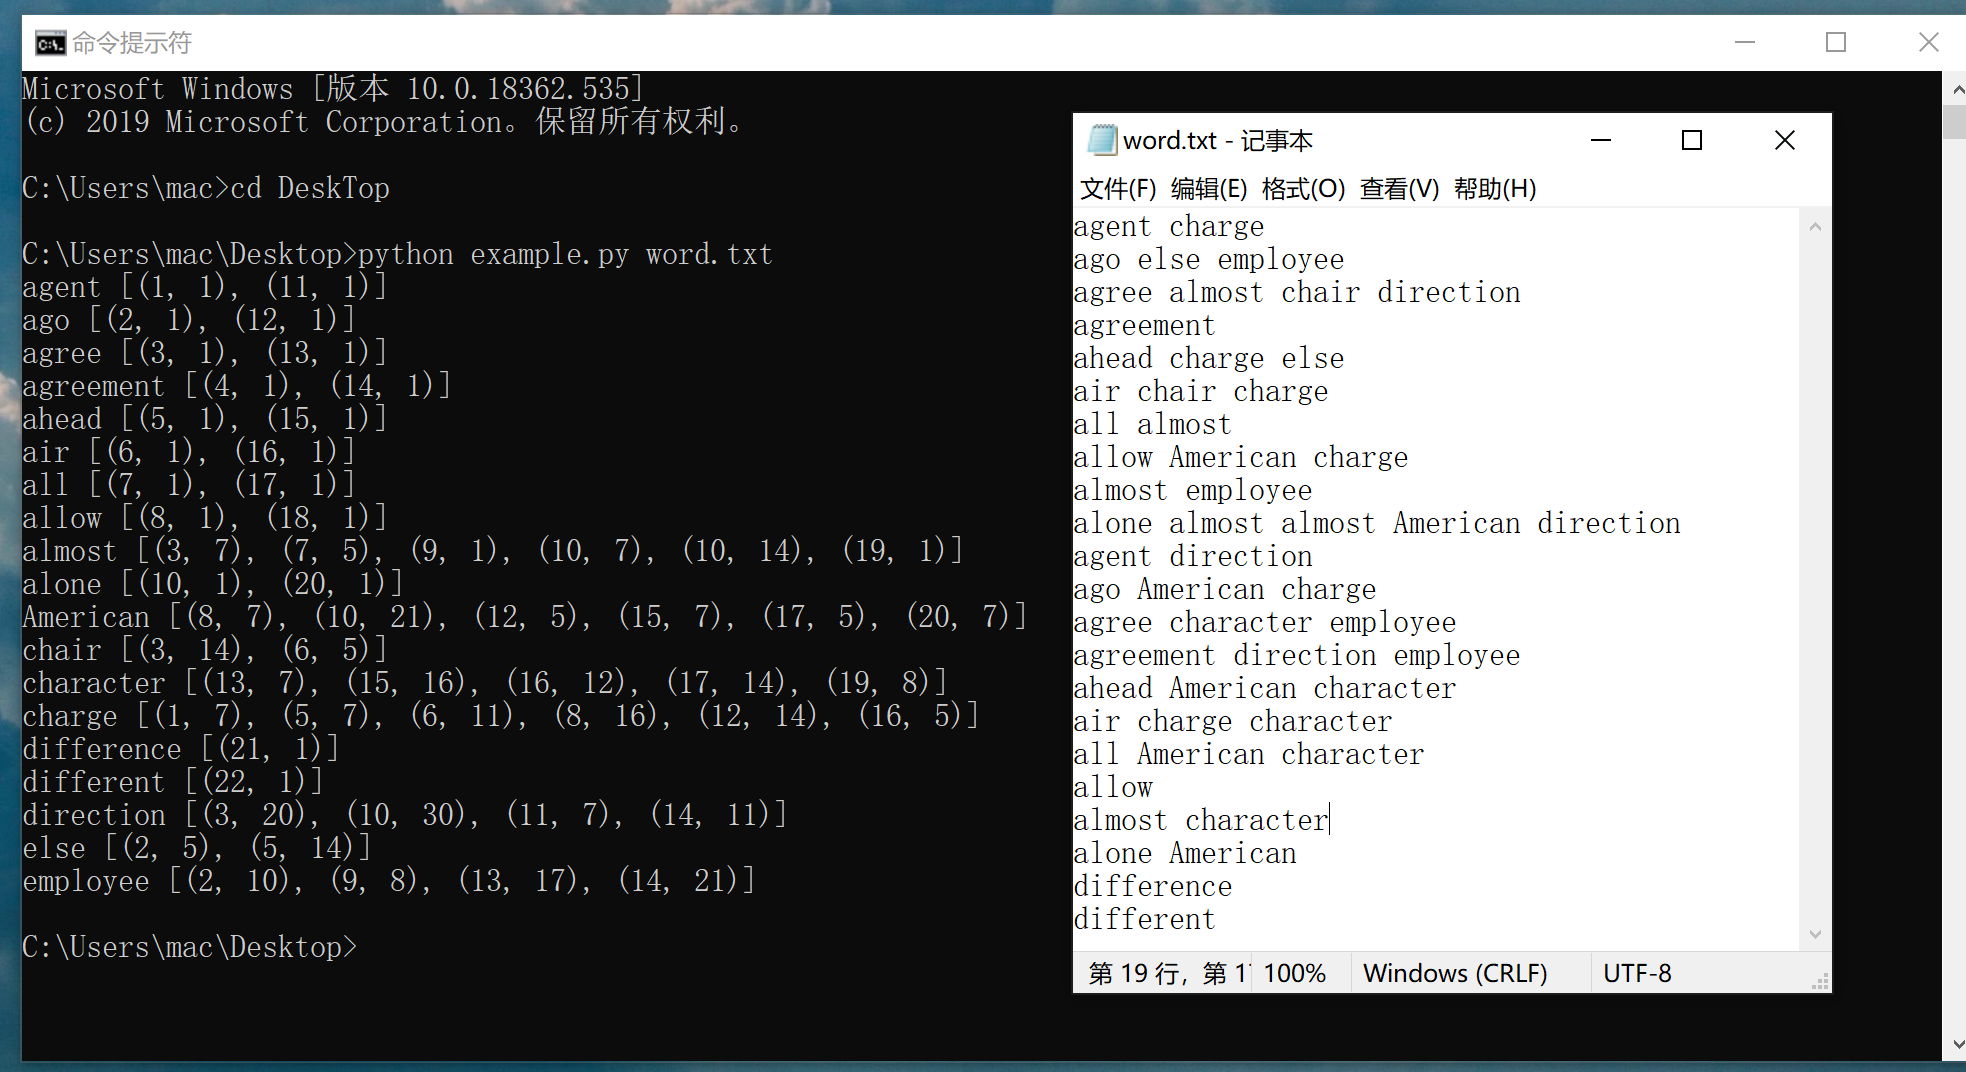 命令提示符
Microsoft Windows [版本 10.0.18362.535]
(c) 2019 Microsoft Corporation。保留所有权利。
C:\Users\mac>cd DeskTop
C:\Users\mac\Desktop>python example.py word.txt
agent [(1, 1), (11, 1)]
ago [(2, 1), (12, 1)]
agree [(3, 1), (13, 1)]
agreement [(4, 1), (14, 1)]
ahead [(5, 1), (15, 1)]
air [(6, 1), (16, 1)]
all [(7, 1), (17, 1)]
allow [(8, 1), (18, 1)]
almost [(3, 7), (7, 5), (9, 1), (10, 7), (10, 14), (19, 1)]
alone [(10, 1), (20, 1)]
American [(8, 7), (10, 21), (12, 5), (15, 7), (17, 5), (20, 7)]
chair [(3, 14), (6, 5)]
character [(13, 7), (15, 16), (16, 12), (17, 14), (19, 8)]
charge [(1, 7), (5, 7), (6, 11), (8, 16), (12, 14), (16, 5)]
difference [(21, 1)]
different [(22, 1)]
direction [(3, 20), (10, 30), (11, 7), (14, 11)]
else [(2, 5), (5, 14)]
employee [(2, 10), (9, 8), (13, 17), (14, 21)]
C:\Users\mac\Desktop>
word.txt - 记事本
文件(F) 编辑(E) 格式(O) 查看(V) 帮助(H)
agent charge
ago else employee
agree almost chair direction
agreement
ahead charge else
air chair charge
all almost
allow American charge
almost employee
alone almost almost American direction
agent direction
ago American charge
agree character employee
agreement direction employee
ahead American character
air charge character
all American character
allow
almost character
alone American
difference
different
第 19 行，第 1 100% Windows (CRLF) UTF-8